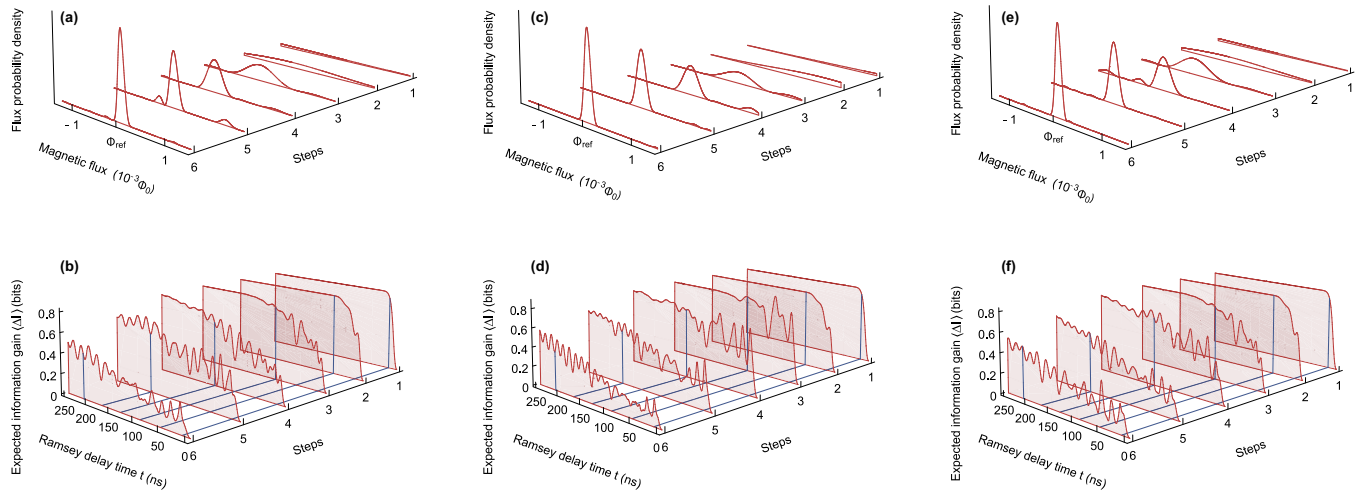 (a)
Flux probability density
- 1
Φref
1
Magnetic flux (10⁻³Φ₀)
6
5
4
3
2
1
Steps
(c)
Flux probability density
- 1
Φref
1
Magnetic flux (10⁻³Φ₀)
6
5
4
3
2
1
Steps
(e)
Flux probability density
- 1
Φref
1
Magnetic flux (10⁻³Φ₀)
6
5
4
3
2
1
Steps
(b)
Expected information gain ⟨ΔI⟩ (bits)
0.8
0.6
0.4
0.2
0
250
200
150
100
50
0
Ramsey delay time t (ns)
6
5
4
3
2
1
Steps
(d)
Expected information gain ⟨ΔI⟩ (bits)
0.8
0.6
0.4
0.2
0
250
200
150
100
50
0
Ramsey delay time t (ns)
6
5
4
3
2
1
Steps
(f)
Expected information gain ⟨ΔI⟩ (bits)
0.8
0.6
0.4
0.2
0
250
200
150
100
50
0
Ramsey delay time t (ns)
6
5
4
3
2
1
Steps